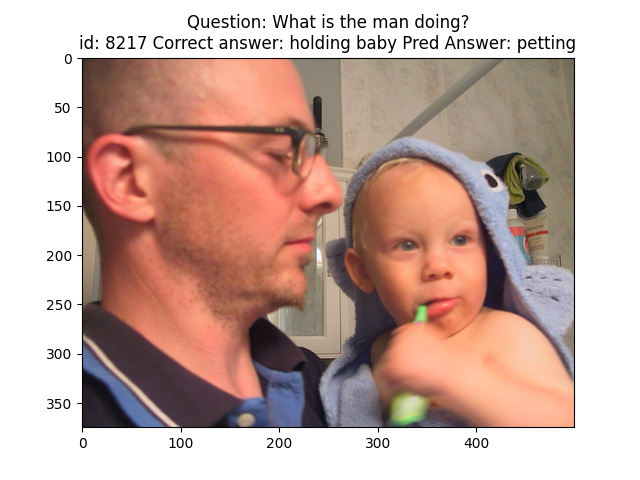 Question: What is the man doing?
id: 8217 Correct answer: holding baby Pred Answer: petting
0
50
100
150
200
250
300
350
0 100 200 300 400